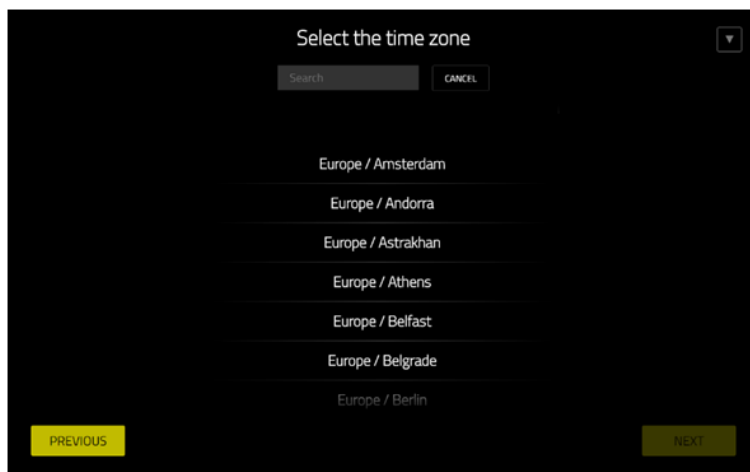 Select the time zone
Search
CANCEL
Europe / Amsterdam
Europe / Andorra
Europe / Astrakhan
Europe / Athens
Europe / Belfast
Europe / Belgrade
Europe / Berlin
PREVIOUS
NEXT